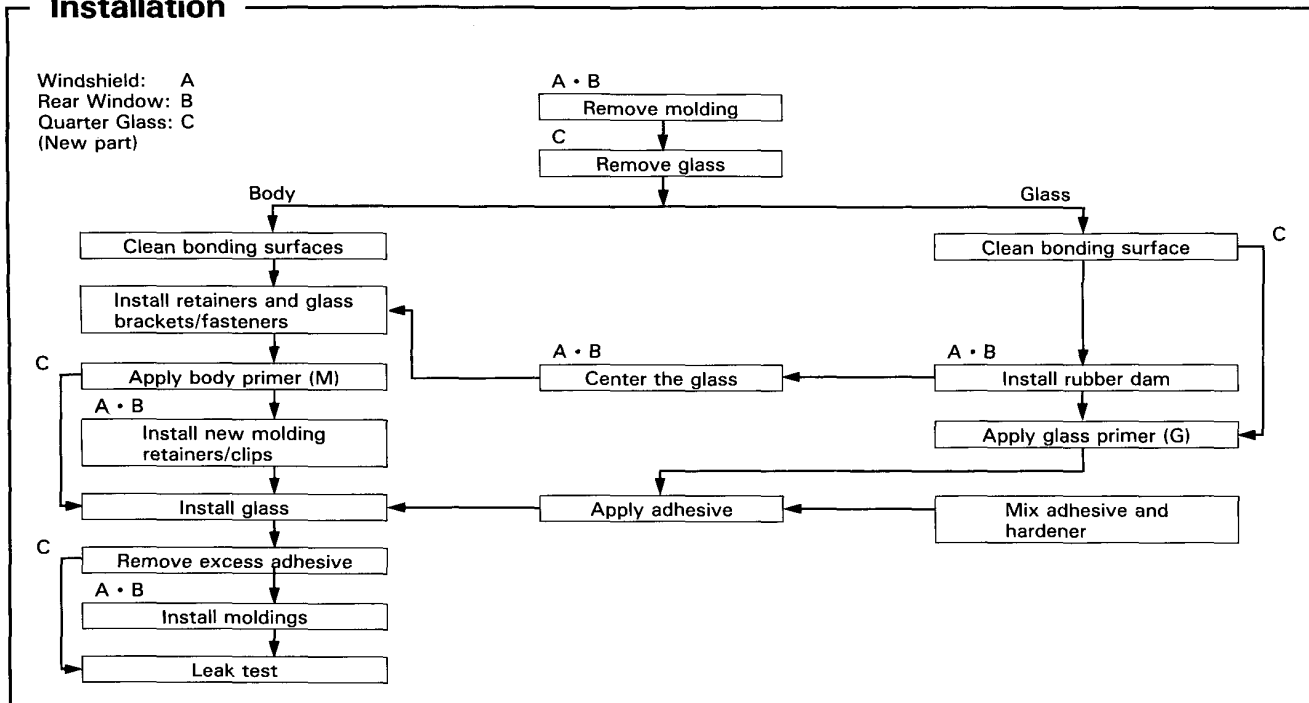 Installation
Windshield: A
Rear Window: B
Quarter Glass: C
(New part)
A • B
Remove molding
C
Remove glass
Body
Glass
Clean bonding surfaces
Clean bonding surface
C
Install retainers and glass
brackets/fasteners
C
Apply body primer (M)
A • B
Center the glass
A • B
Install rubber dam
A • B
Install new molding
retainers/clips
Apply glass primer (G)
Install glass
Apply adhesive
Mix adhesive and
hardener
C
Remove excess adhesive
A • B
Install moldings
Leak test